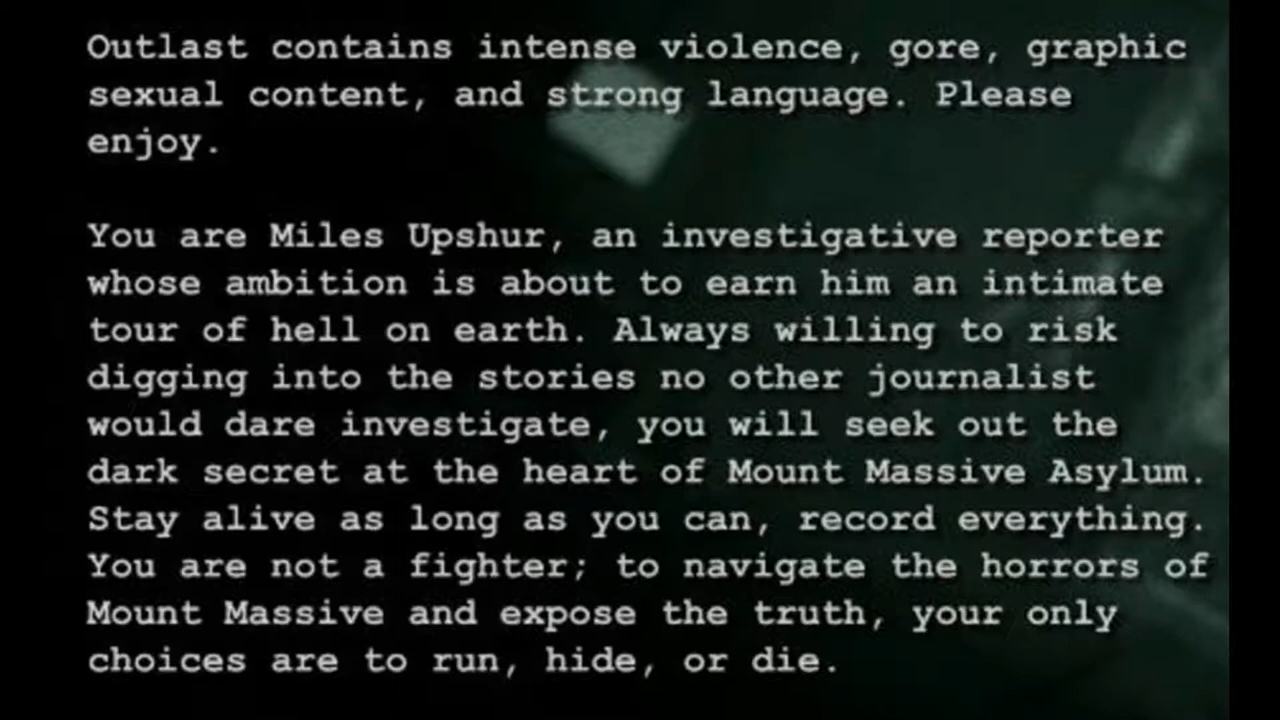 Outlast contains intense violence, gore, graphic
sexual content, and strong language. Please
enjoy.
You are Miles Upshur, an investigative reporter
whose ambition is about to earn him an intimate
tour of hell on earth. Always willing to risk
digging into the stories no other journalist
would dare investigate, you will seek out the
dark secret at the heart of Mount Massive Asylum.
Stay alive as long as you can, record everything.
You are not a fighter; to navigate the horrors of
Mount Massive and expose the truth, your only
choices are to run, hide, or die.